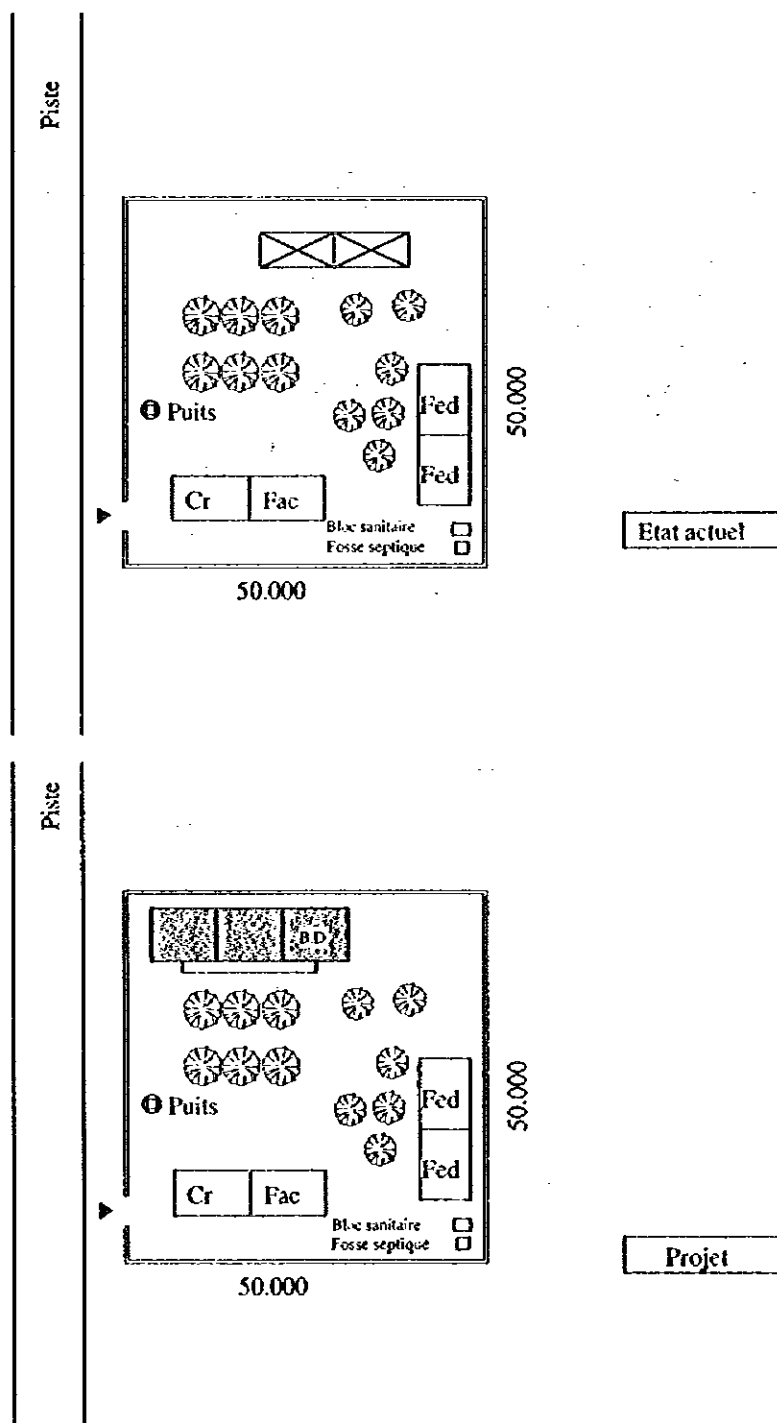 Piste
Puits
Fed
50.000
Fed
Cr
Fac
Bloc sanitaire
Fosse septique
50.000
Etat actuel
Piste
B.D
Puits
Fed
50.000
Fed
Cr
Fac
Bloc sanitaire
Fosse septique
50.000
Projet